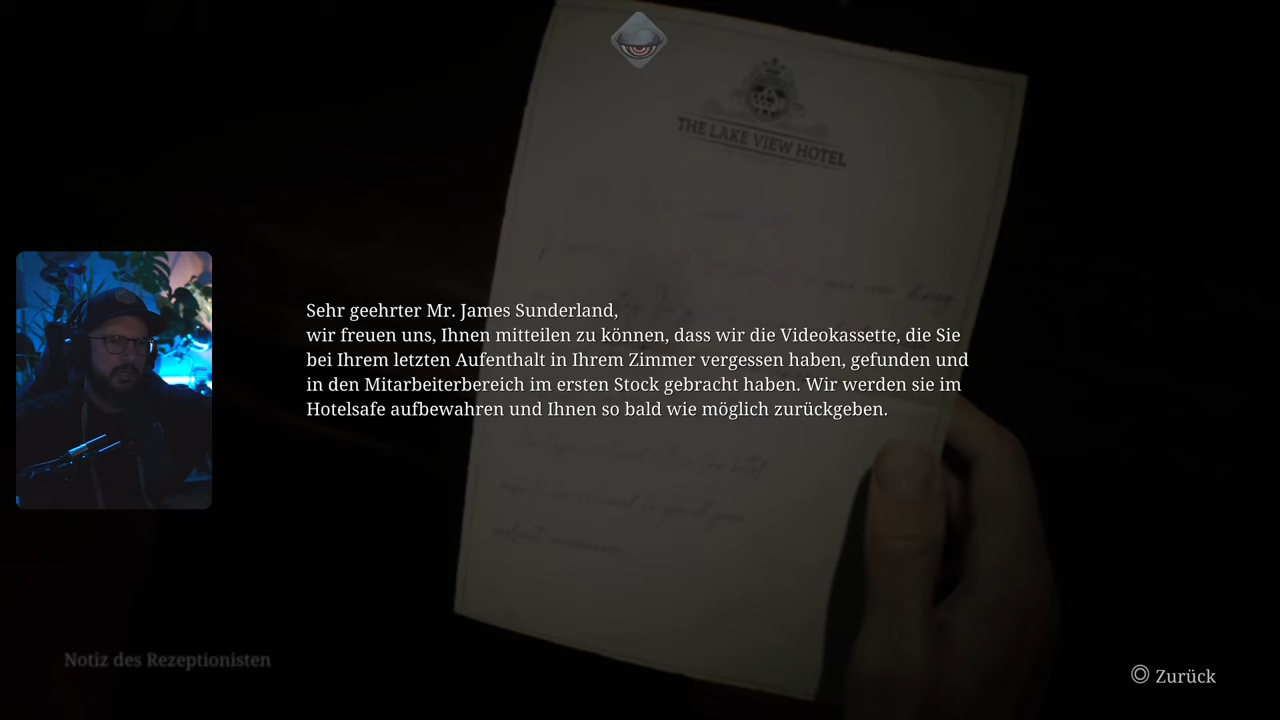 THE LAKE VIEW HOTEL
Sehr geehrter Mr. James Sunderland,
wir freuen uns, Ihnen mitteilen zu können, dass wir die Videokassette, die Sie
bei Ihrem letzten Aufenthalt in Ihrem Zimmer vergessen haben, gefunden und
in den Mitarbeiterbereich im ersten Stock gebracht haben. Wir werden sie im
Hotelsafe aufbewahren und Ihnen so bald wie möglich zurückgeben.
Notiz des Rezeptionisten
Zurück